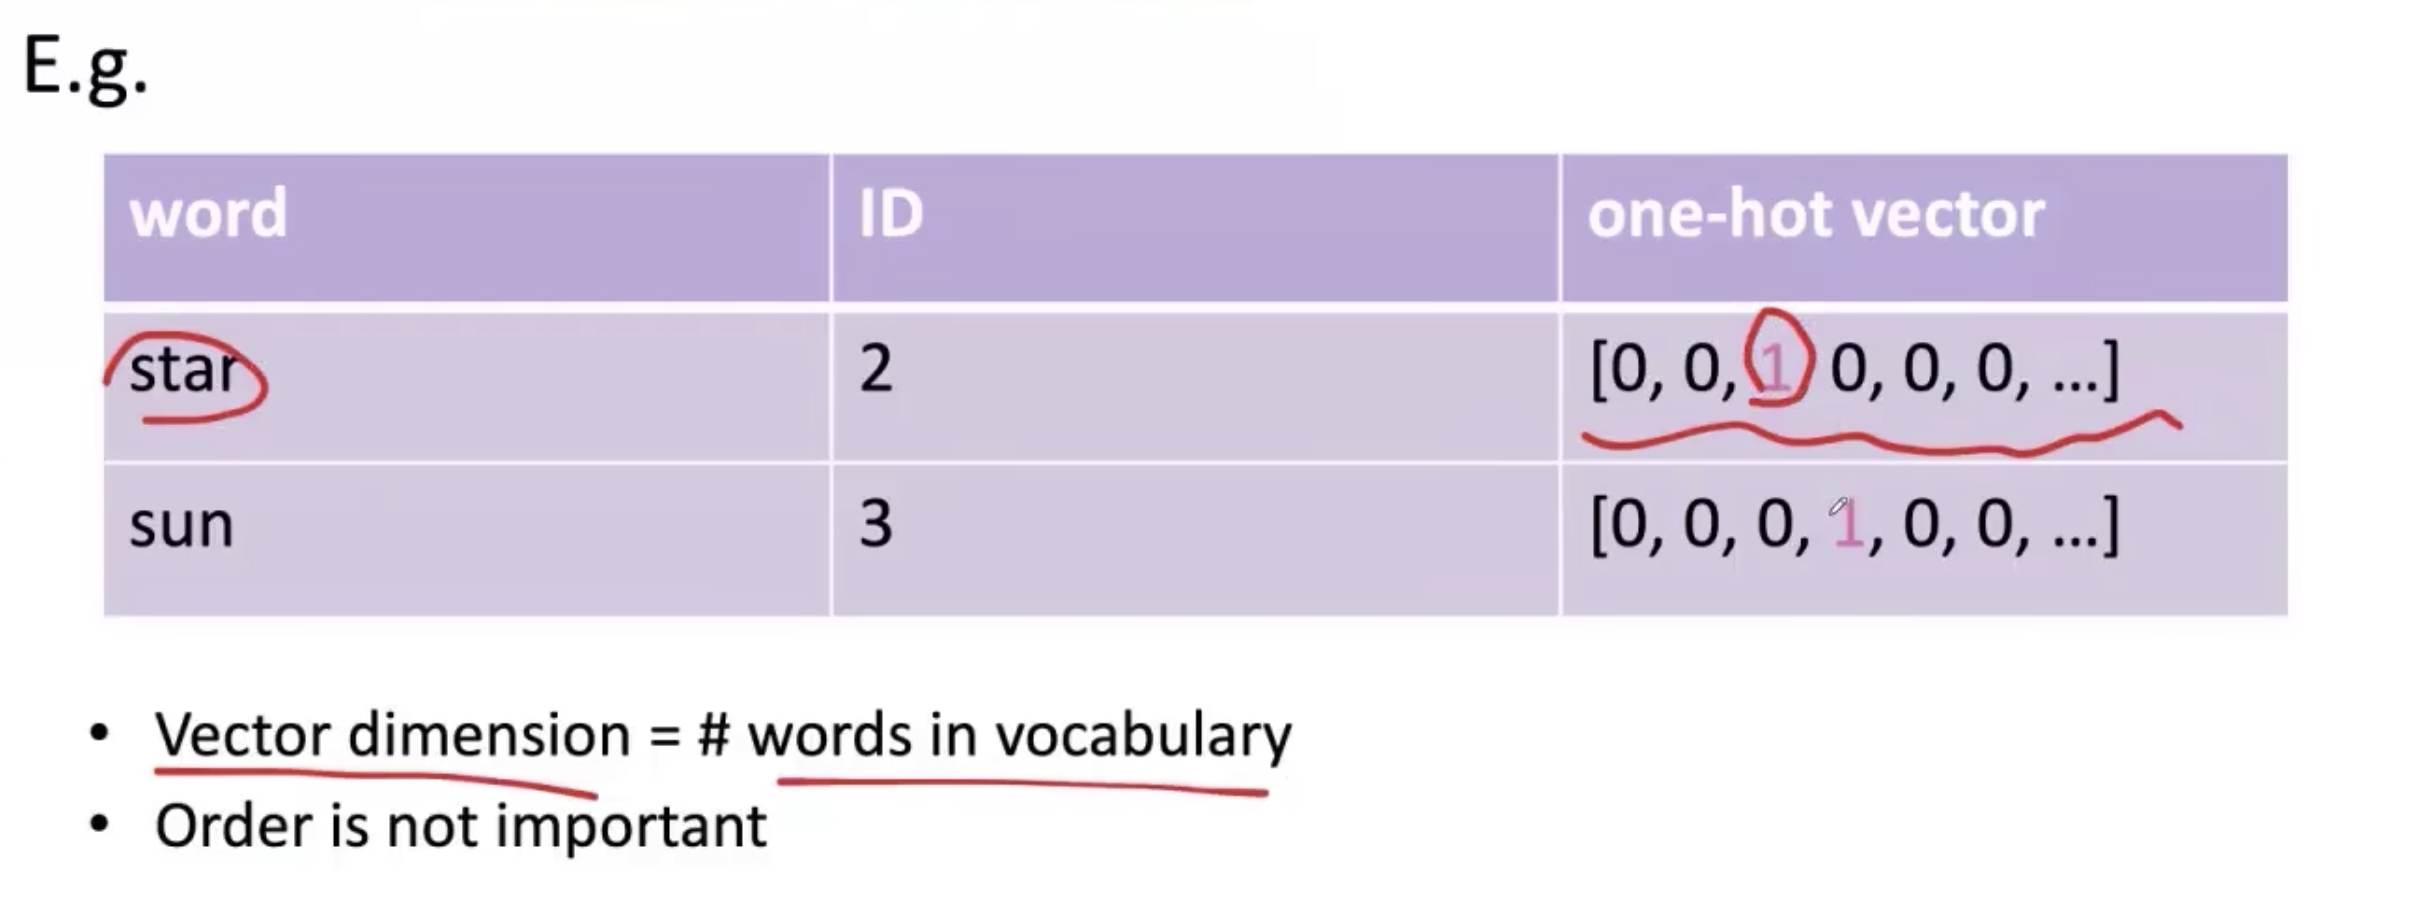 E.g.
word ID one-hot vector
star 2 [0, 0, 1 0, 0, 0, ...]
sun 3 [0, 0, 0, 1, 0, 0, ...]
• Vector dimension = # words in vocabulary
• Order is not important